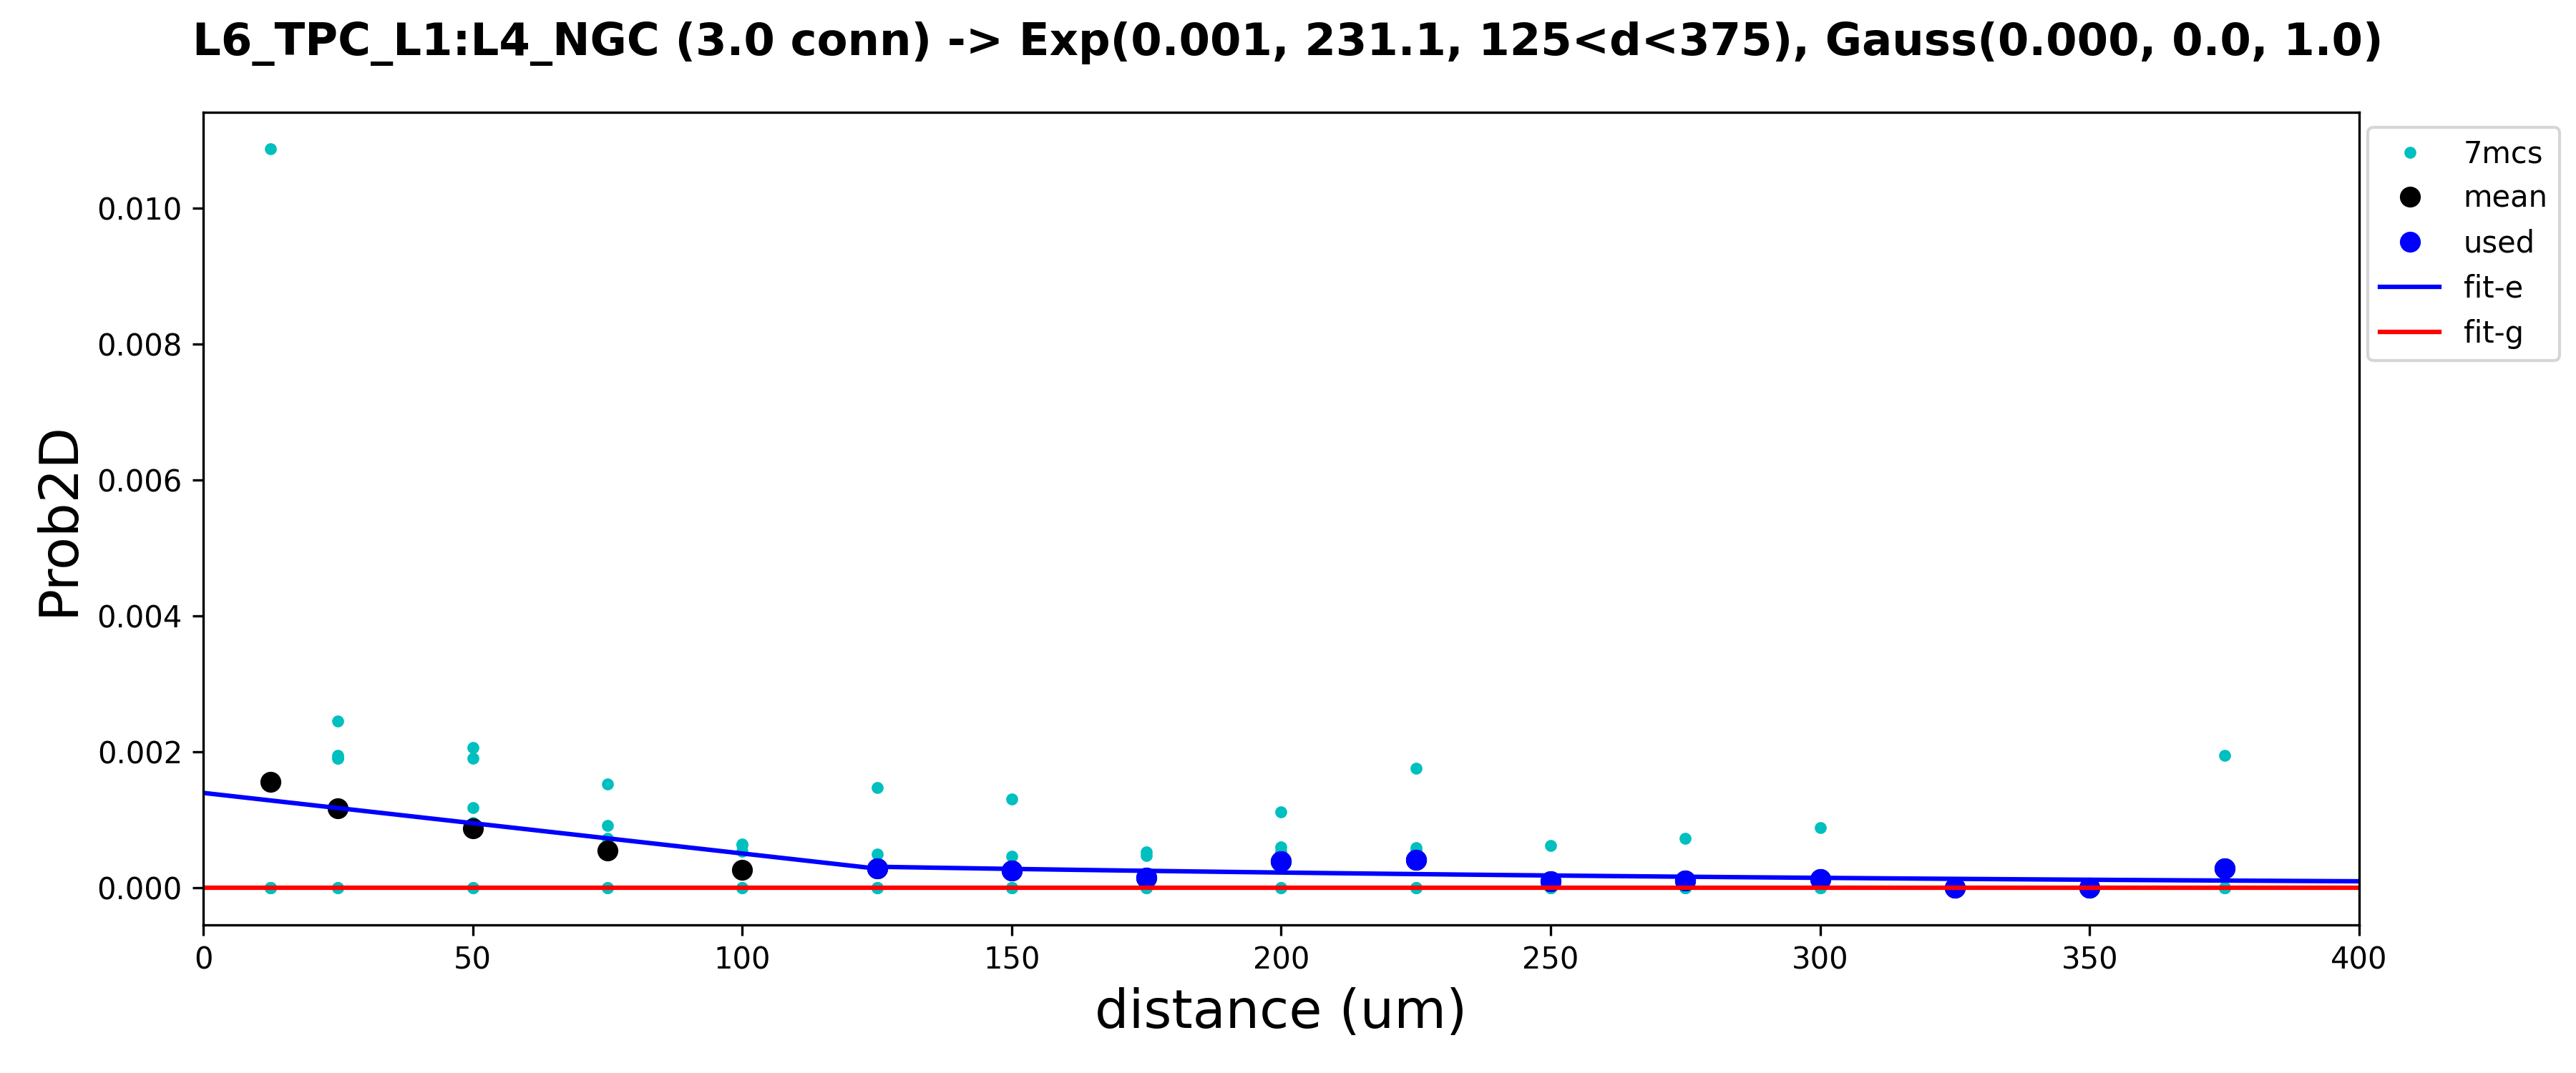 L6_TPC_L1:L4_NGC (3.0 conn) -> Exp(0.001, 231.1, 125<d<375), Gauss(0.000, 0.0, 1.0)
7mcs
mean
used
fit-e
fit-g
0.010
0.008
0.006
0.004
0.002
0.000
Prob2D
0 50 100 150 200 250 300 350 400
distance (um)